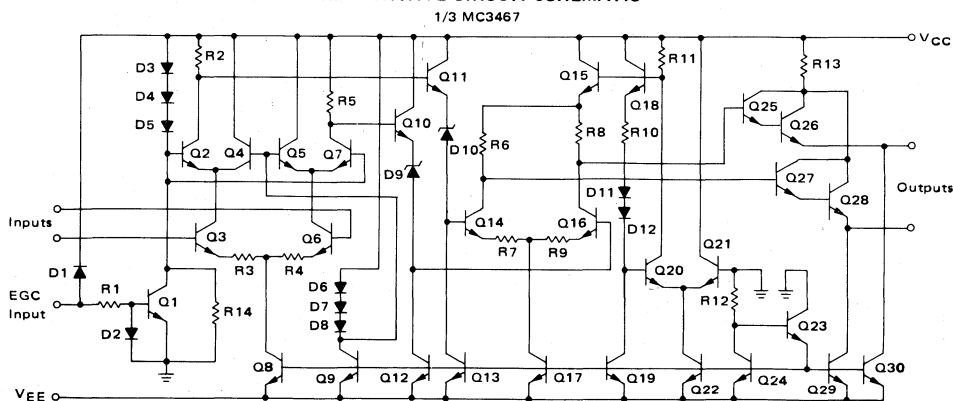 1/3 MC3467
VCC
R2
R11
D3
Q11
Q15
R13
D4
Q18
Q25
R5
Q10
D5
Q26
R6
R8
R10
Q2
Q4
Q5
Q7
D10
D9
Q27
D11
Outputs
Q28
Inputs
Q14
Q16
D12
Q3
Q6
Q21
R7
R9
Q20
R3
R4
D1
D6
R12
EGC
Input
R1
Q1
R14
D7
Q23
D2
D8
Q8
Q9
Q12
Q13
Q17
Q19
Q22
Q24
Q29
Q30
VEE